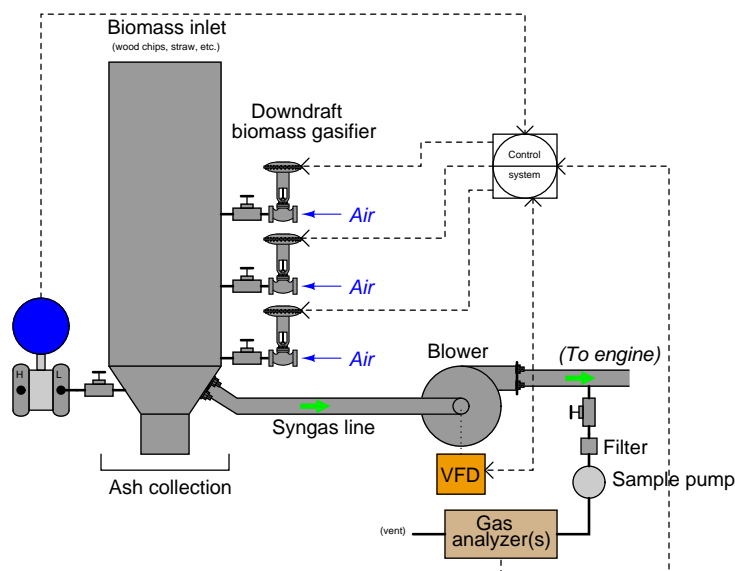 Biomass inlet
(wood chips, straw, etc.)
Downdraft
biomass gasifier
Control
system
Air
Air
Air
H
L
Blower
(To engine)
Syngas line
Filter
VFD
Sample pump
Ash collection
(vent)
Gas
analyzer(s)